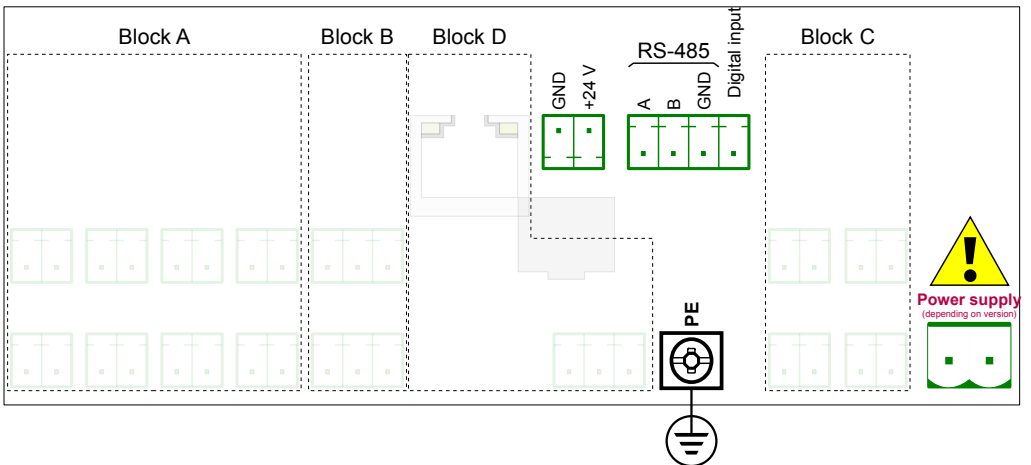 Block A
Block B
Block D
Block C
RS-485
Digital input
GND
+24 V
A
B
GND
Power supply
(depending on version)
PE